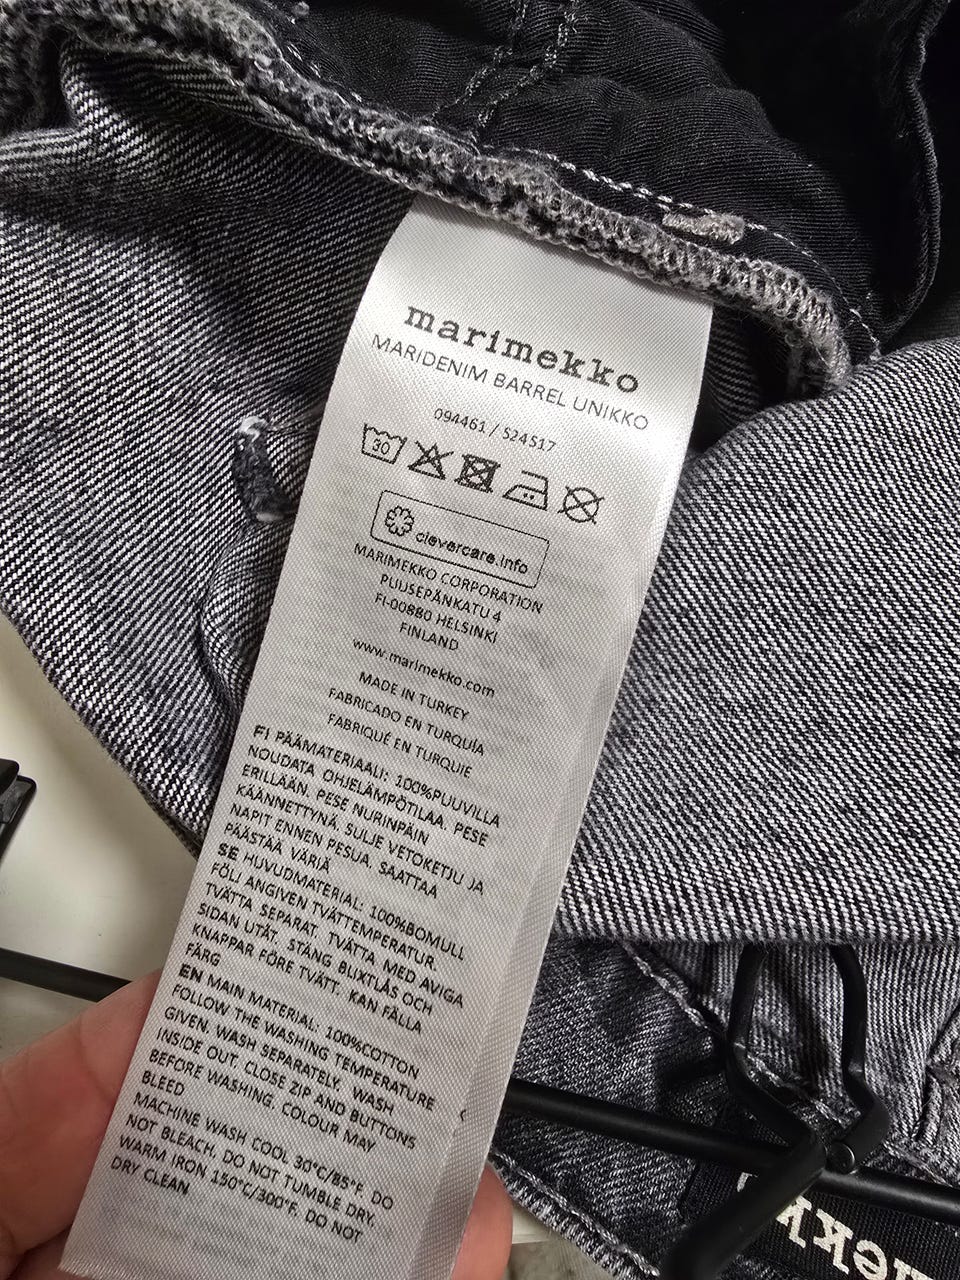 marimekko
MARIDENIM BARREL UNIKKO
094461 / 524517
30
clevercare.info
MARIMEKKO CORPORATION
PUUSEPÄNKATU 4
FI-00880 HELSINKI
FINLAND
www.marimekko.com
MADE IN TURKEY
FABRICADO EN TURQUÍA
FABRIQUÉ EN TURQUIE
FI PÄÄMATERIAALI: 100%PUUVILLA
NOUDATA OHJELÄMPÖTILAA. PESE
ERILLÄÄN. PESE NURINPÄIN
KÄÄNNETTYNÄ. SULJE VETOKETJU JA
NAPIT ENNEN PESUA. SAATTAA
PÄÄSTÄÄ VÄRIÄ
SE HUVUDMATERIAL: 100%BOMULL
FÖLJ ANGIVEN TVÄTTEMPERATUR.
TVÄTTA SEPARAT. TVÄTTA MED AVIGA
SIDAN UTÅT. STÄNG BLIXTLÅS OCH
KNAPPAR FÖRE TVÄTT. KAN FÄLLA
FÄRG
EN MAIN MATERIAL: 100%COTTON
FOLLOW THE WASHING TEMPERATURE
GIVEN. WASH SEPARATELY. WASH
INSIDE OUT. CLOSE ZIP AND BUTTONS
BEFORE WASHING. COLOUR MAY
BLEED
MACHINE WASH COOL 30°C/85°F. DO
NOT BLEACH. DO NOT TUMBLE DRY.
WARM IRON 150°C/300°F. DO NOT
DRY CLEAN
mekk